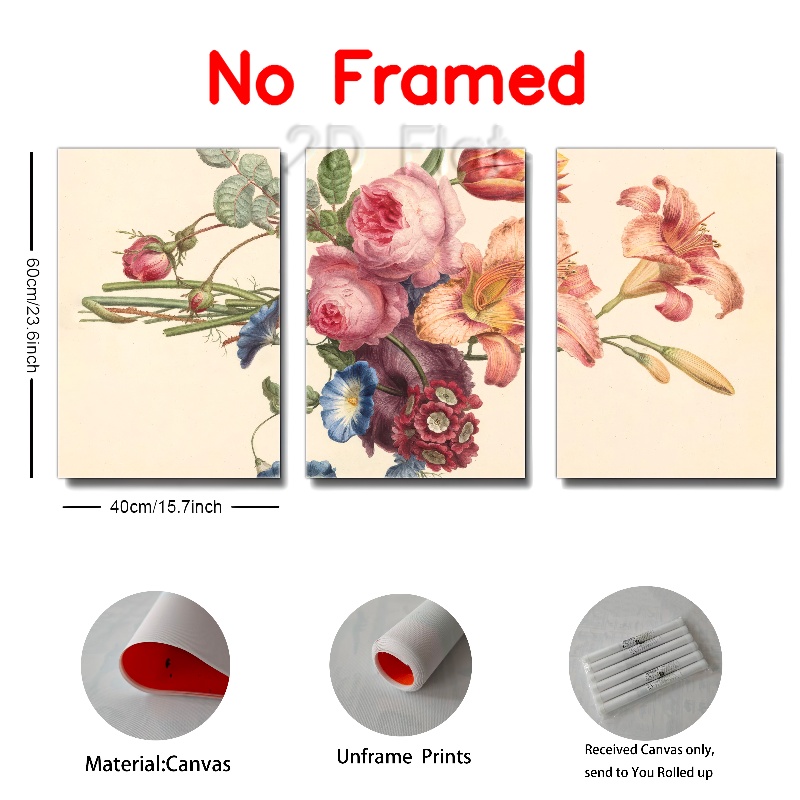 No Framed
2D Flat
60cm/23.6inch
40cm/15.7inch
Material:Canvas
Unframe Prints
Received Canvas only,
send to You Rolled up